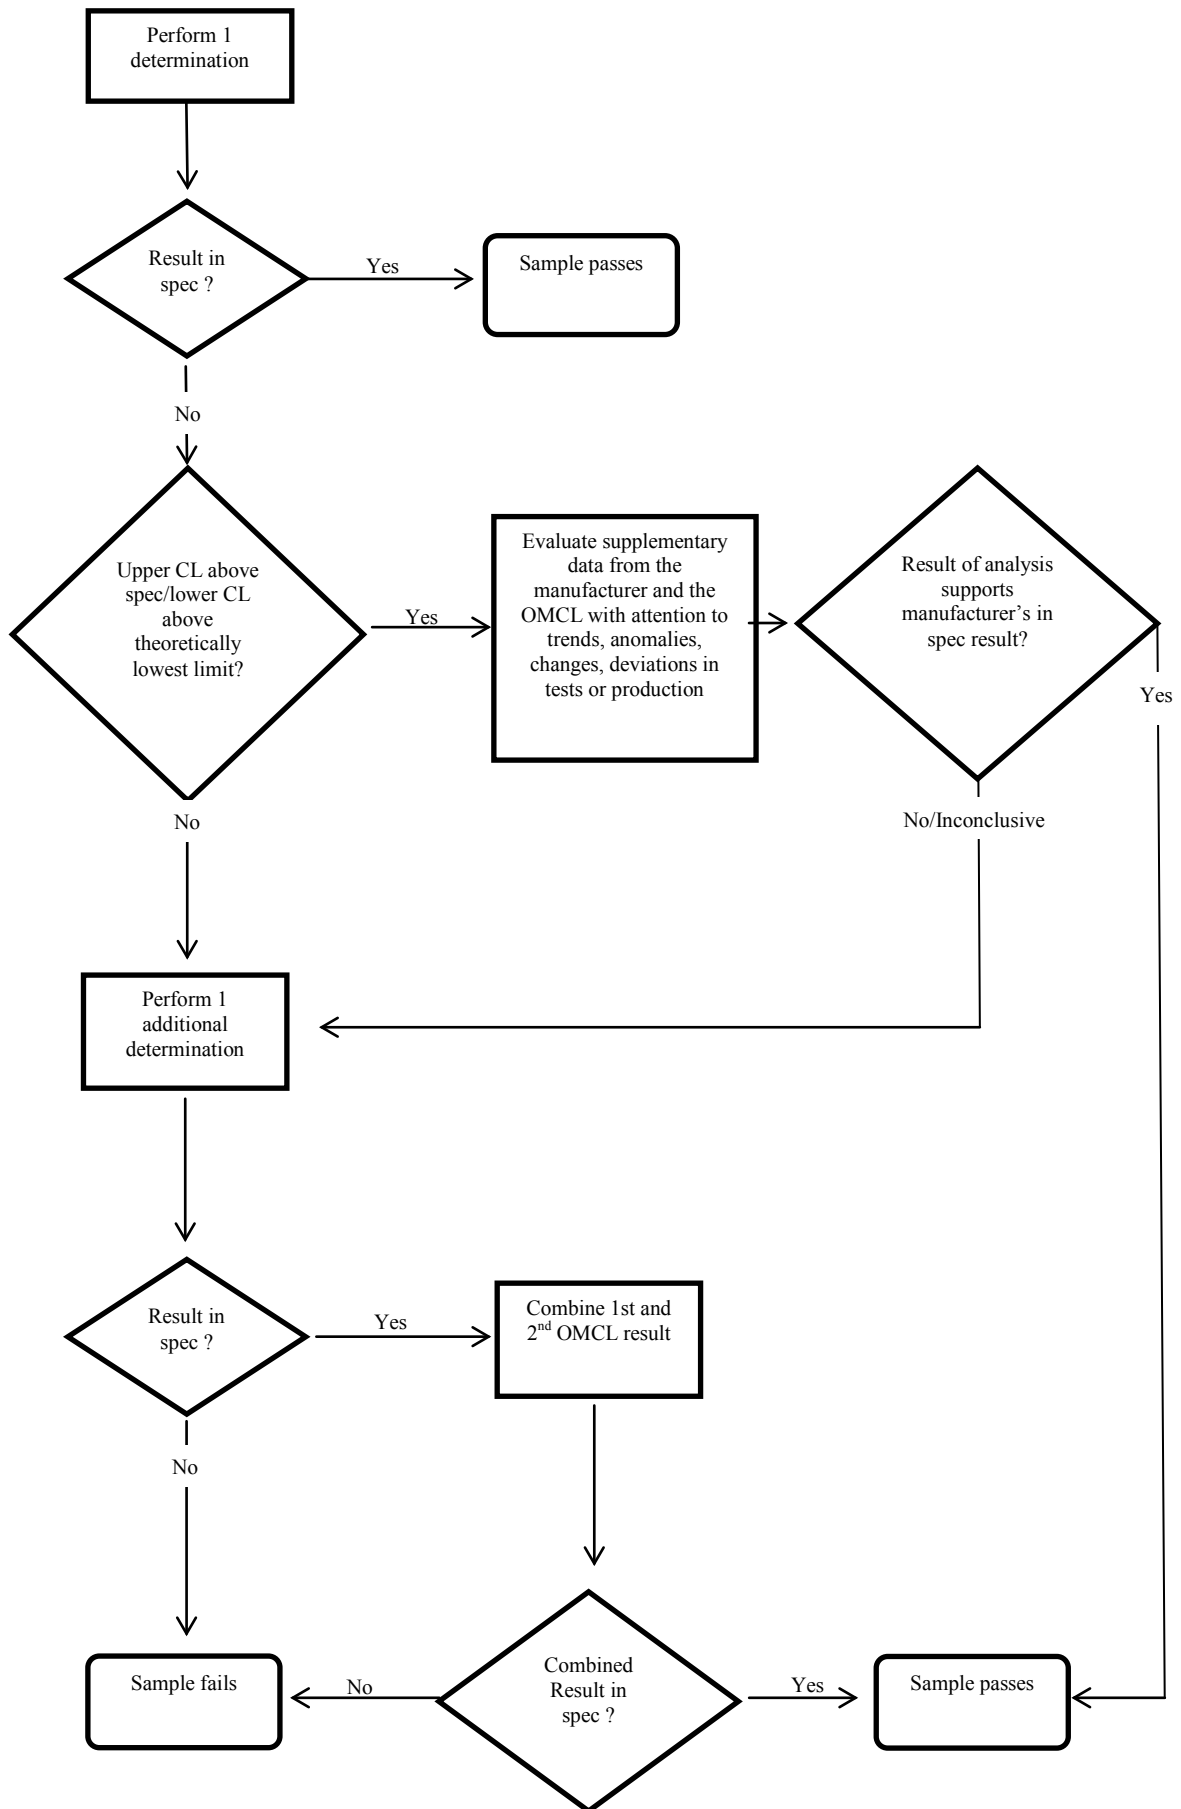 Perform 1
determination
Result in
spec ?
Yes
Sample passes
No
Upper CL above
spec/lower CL
above
theoretically
lowest limit?
Yes
Evaluate supplementary
data from the
manufacturer and the
OMCL with attention to
trends, anomalies,
changes, deviations in
tests or production
Result of analysis
supports
manufacturer’s in
spec result?
Yes
No/Inconclusive
No
Perform 1
additional
determination
Result in
spec ?
Yes
Combine 1st and
2nd OMCL result
No
Sample fails
No
Combined
Result in
spec ?
Yes
Sample passes